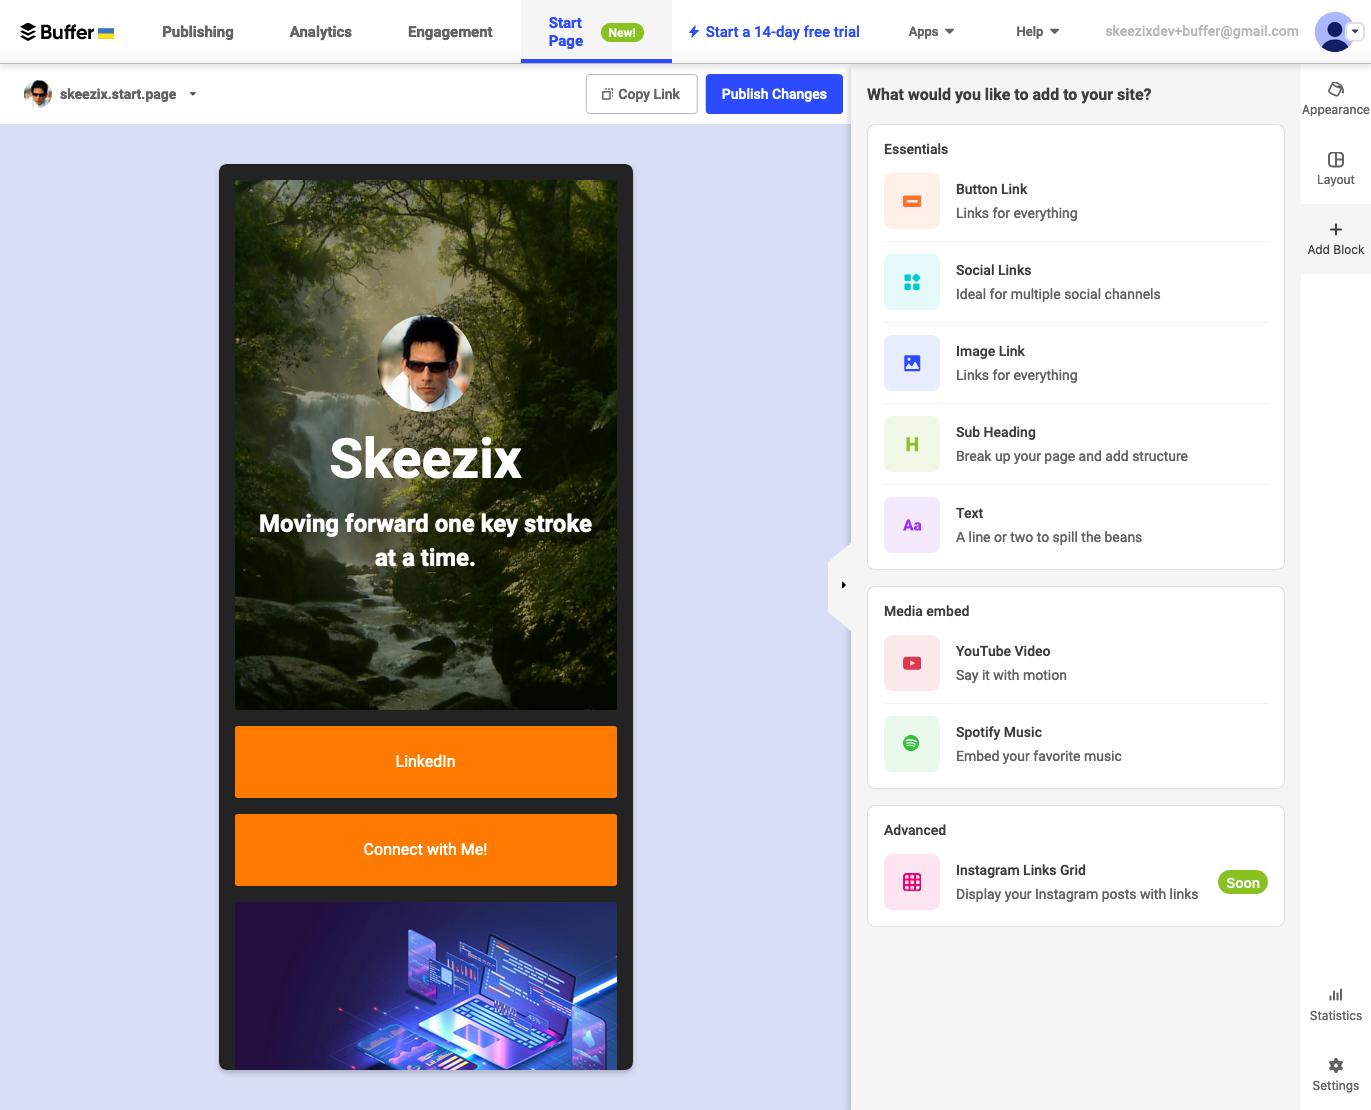 Buffer
Publishing
Analytics
Engagement
Start
Page
New!
Start a 14-day free trial
Apps
Help
skeezixdev+buffer@gmail.com
skeezix.start.page
Copy Link
Publish Changes
Skeezix
Moving forward one key stroke
at a time.
LinkedIn
Connect with Me!
What would you like to add to your site?
Essentials
Button Link
Links for everything
Social Links
Ideal for multiple social channels
Image Link
Links for everything
H
Sub Heading
Break up your page and add structure
Aa
Text
A line or two to spill the beans
Media embed
YouTube Video
Say it with motion
Spotify Music
Embed your favorite music
Advanced
Instagram Links Grid
Display your Instagram posts with links
Soon
Appearance
Layout
Add Block
Statistics
Settings